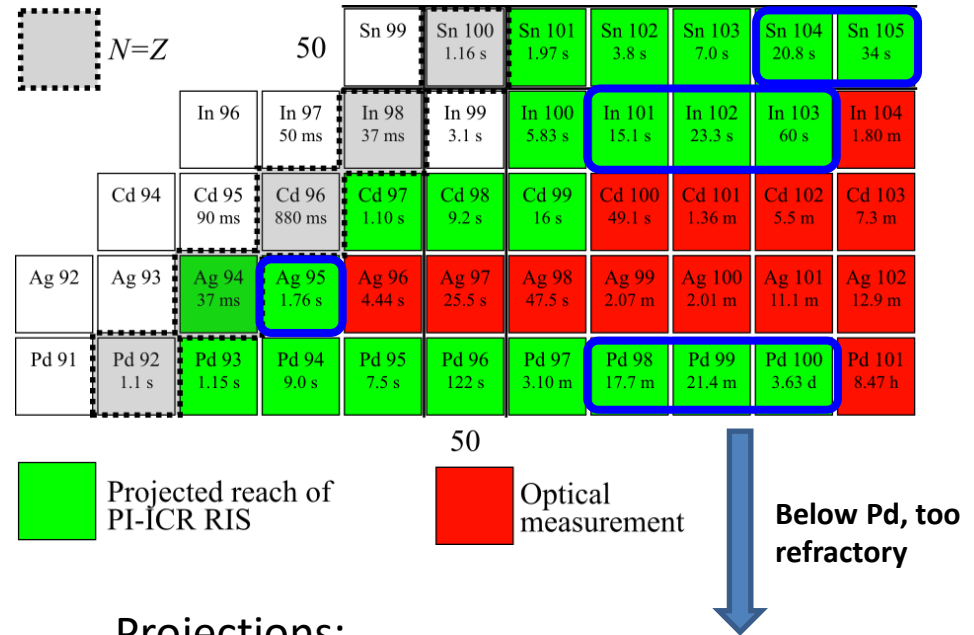 N=Z
50
Sn 99
Sn 100
1.16 s
Sn 101
1.97 s
Sn 102
3.8 s
Sn 103
7.0 s
Sn 104
20.8 s
Sn 105
34 s
In 96
In 97
50 ms
In 98
37 ms
In 99
3.1 s
In 100
5.83 s
In 101
15.1 s
In 102
23.3 s
In 103
60 s
In 104
1.80 m
Cd 94
Cd 95
90 ms
Cd 96
880 ms
Cd 97
1.10 s
Cd 98
9.2 s
Cd 99
16 s
Cd 100
49.1 s
Cd 101
1.36 m
Cd 102
5.5 m
Cd 103
7.3 m
Ag 92
Ag 93
Ag 94
37 ms
Ag 95
1.76 s
Ag 96
4.44 s
Ag 97
25.5 s
Ag 98
47.5 s
Ag 99
2.07 m
Ag 100
2.01 m
Ag 101
11.1 m
Ag 102
12.9 m
Pd 91
Pd 92
1.1 s
Pd 93
1.15 s
Pd 94
9.0 s
Pd 95
7.5 s
Pd 96
122 s
Pd 97
3.10 m
Pd 98
17.7 m
Pd 99
21.4 m
Pd 100
3.63 d
Pd 101
8.47 h
50
Projected reach of
PI-ICR RIS
Optical
measurement
Below Pd, too
refractory
Projections: